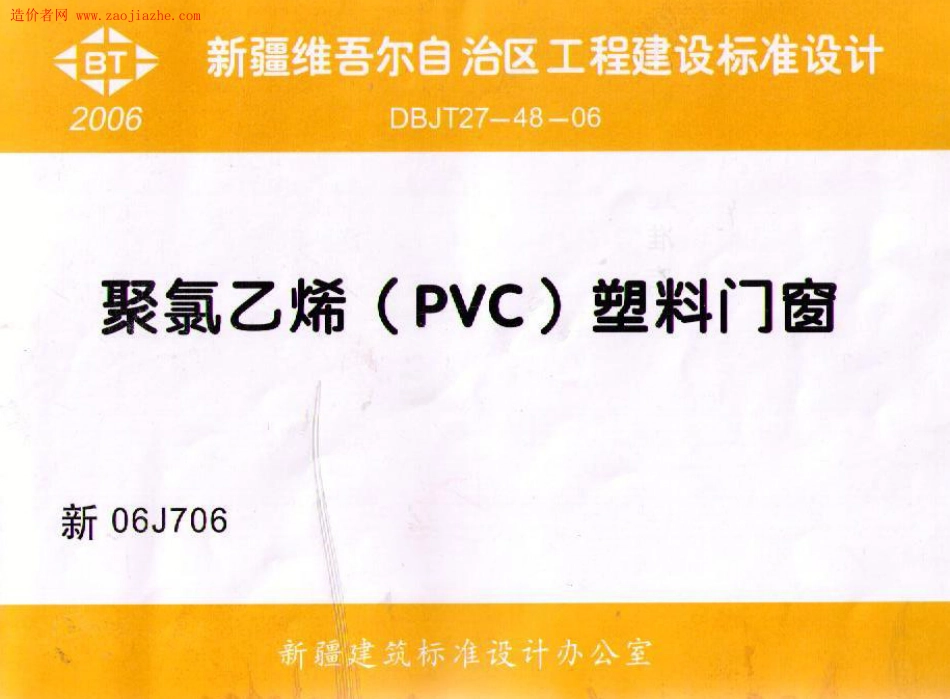 造价者网 www.zaojiazhe.com
BT
新疆维吾尔自治区工程建设标准设计
2006
DBJT27－48－06
聚氯乙烯（PVC）塑料门窗
新 06J706
新疆建筑标准设计办公室